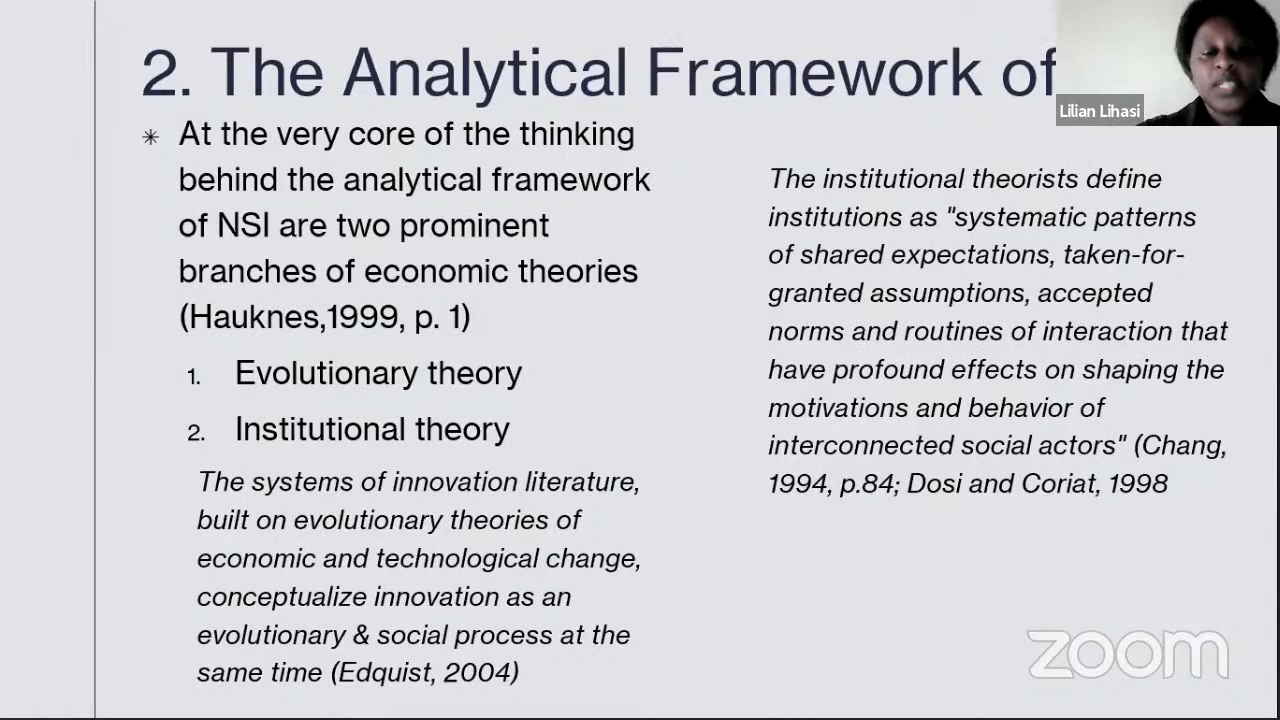 2. The Analytical Framework of
Lilian Lihasi
✳ At the very core of the thinking
behind the analytical framework
of NSI are two prominent
branches of economic theories
(Hauknes,1999, p. 1)
1. Evolutionary theory
2. Institutional theory
The systems of innovation literature,
built on evolutionary theories of
economic and technological change,
conceptualize innovation as an
evolutionary & social process at the
same time (Edquist, 2004)
The institutional theorists define
institutions as "systematic patterns
of shared expectations, taken-for-
granted assumptions, accepted
norms and routines of interaction that
have profound effects on shaping the
motivations and behavior of
interconnected social actors" (Chang,
1994, p.84; Dosi and Coriat, 1998
zoom